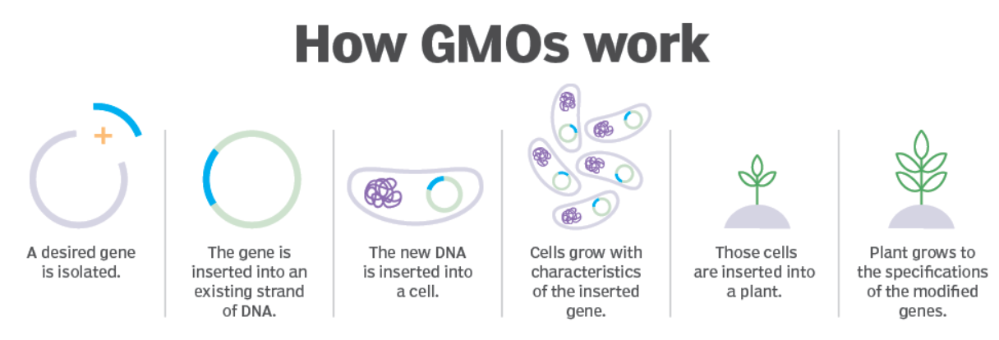 How GMOs work
A desired gene
is isolated.
The gene is
inserted into an
existing strand
of DNA.
The new DNA
is inserted into
a cell.
Cells grow with
characteristics
of the inserted
gene.
Those cells
are inserted into
a plant.
Plant grows to
the specifications
of the modified
genes.